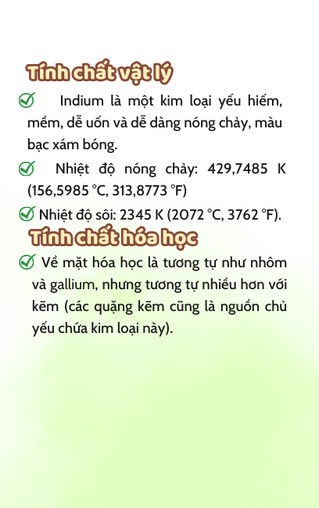 Tính chất vật lý
Indium là một kim loại yếu hiếm,
mềm, dễ uốn và dễ dàng nóng chảy, màu
bạc xám bóng.
Nhiệt độ nóng chảy: 429,7485 K
(156,5985 °C, 313,8773 °F)
Nhiệt độ sôi: 2345 K (2072 °C, 3762 °F).
Tính chất hóa học
Về mặt hóa học là tương tự như nhôm
và gallium, nhưng tương tự nhiều hơn với
kẽm (các quặng kẽm cũng là nguồn chủ
yếu chứa kim loại này).